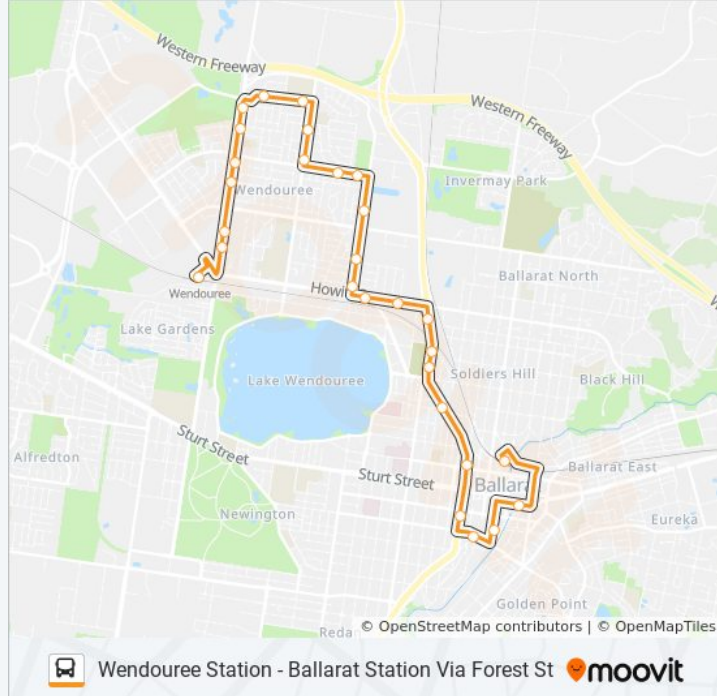 Western Freeway
Western Freeway
Invermay Park
Wendouree
Ballarat North
Wendouree
Howi
Lake Gardens
Lake Wendouree
Soldiers Hill
Black Hill
Sturt Street
Alfredton
Sturt Street
Ballarat East
Ballara
Newington
Eureka
Golden Point
Reda
© OpenStreetMap contributors | © OpenMapTiles
Wendouree Station - Ballarat Station Via Forest St
moovit